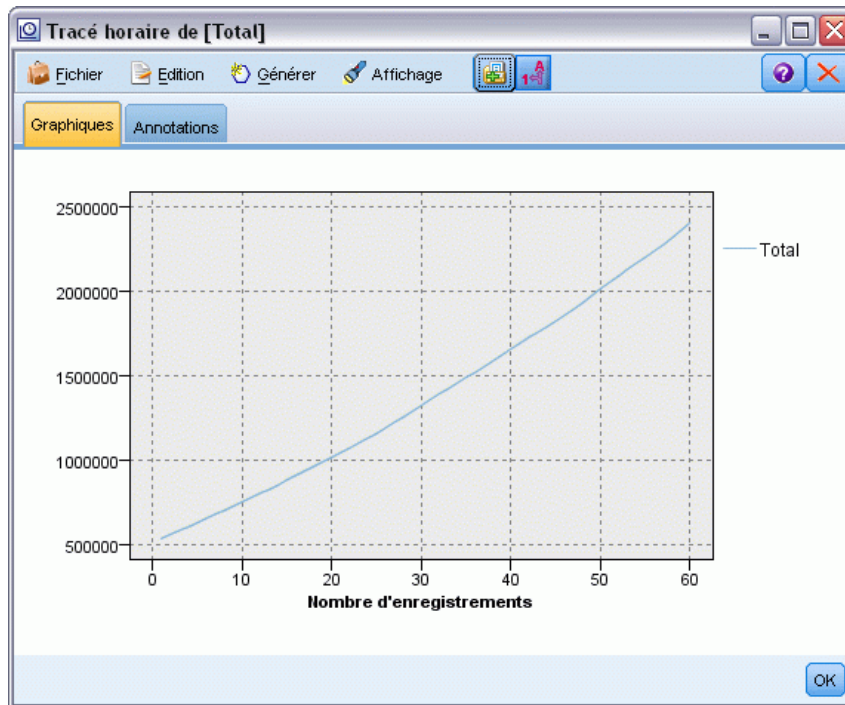 Tracé horaire de [Total]
Fichier Edition Générer Affichage
Graphiques Annotations
2500000
2000000
1500000
1000000
500000
Total
0 10 20 30 40 50 60
Nombre d'enregistrements
OK